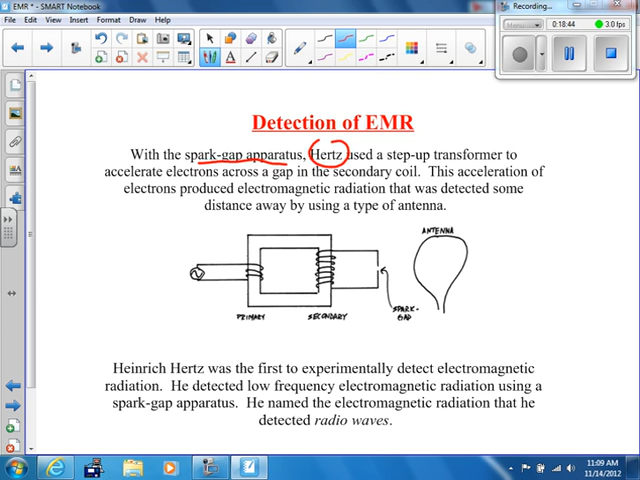 EMR * - SMART Notebook
Recording...
File Edit View Insert Format Tools Draw Help
Menu
0:18:44
3.0 fps
Detection of EMR
With the spark-gap apparatus, Hertz used a step-up transformer to
accelerate electrons across a gap in the secondary coil. This acceleration of
electrons produced electromagnetic radiation that was detected some
distance away by using a type of antenna.
ANTENNA
PRIMARY
SECONDARY
SPARK-
GAP
Heinrich Hertz was the first to experimentally detect electromagnetic
radiation. He detected low frequency electromagnetic radiation using a
spark-gap apparatus. He named the electromagnetic radiation that he
detected radio waves.
11:09 AM
11/14/2012